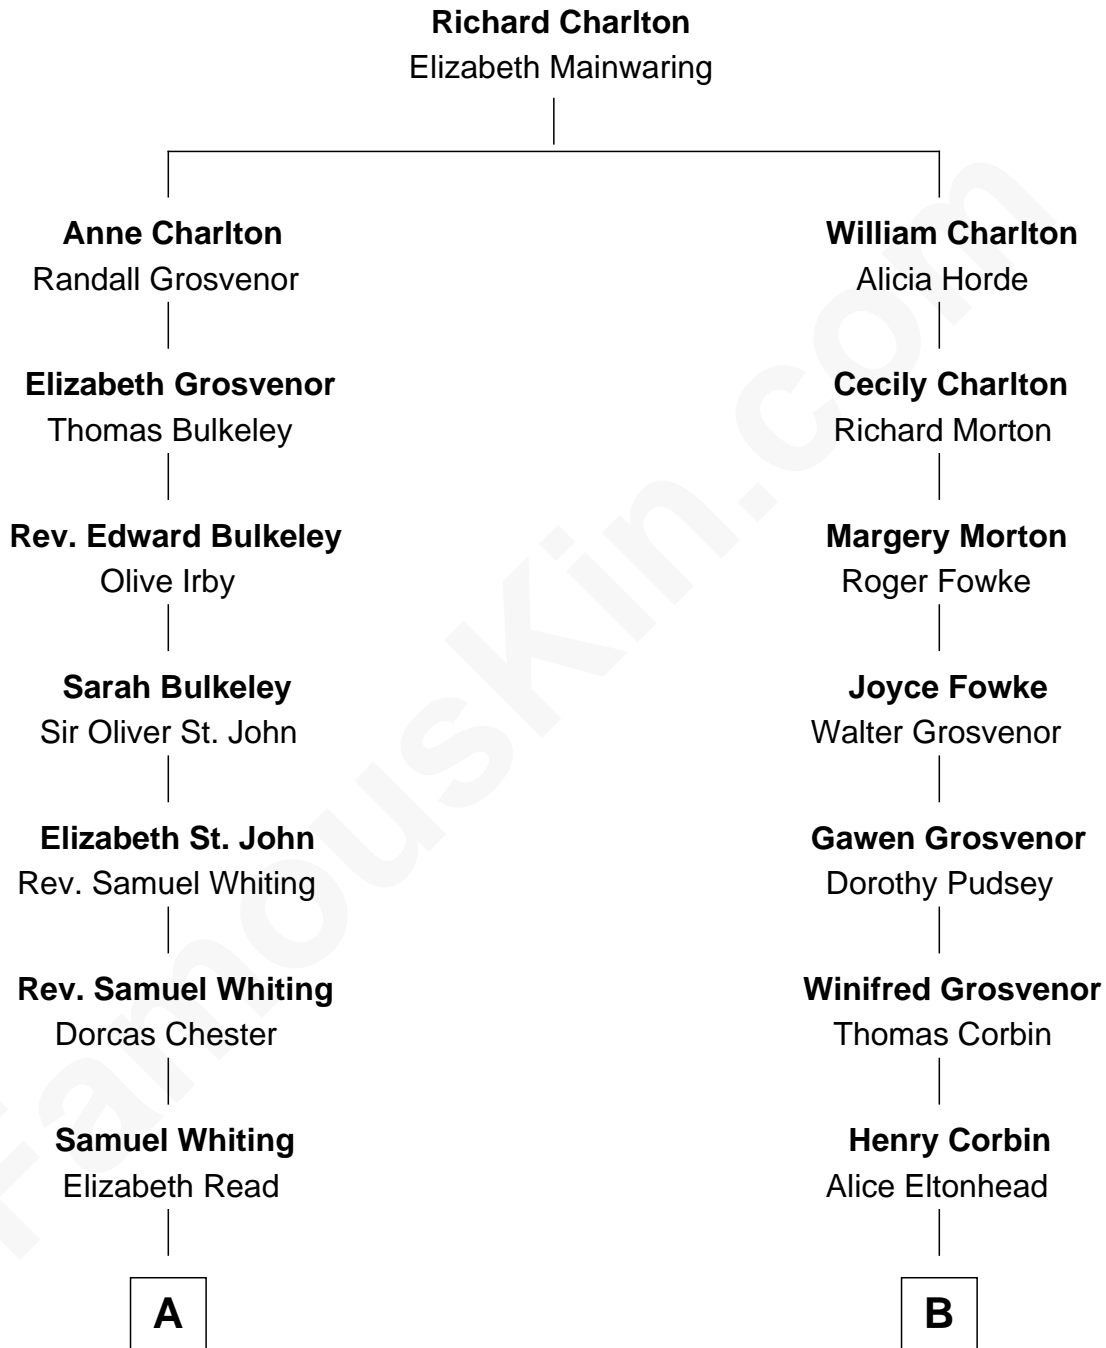 Richard Charlton
Elizabeth Mainwaring
Anne Charlton
Randall Grosvenor
William Charlton
Alicia Horde
Elizabeth Grosvenor
Thomas Bulkeley
Cecily Charlton
Richard Morton
Rev. Edward Bulkeley
Olive Irby
Margery Morton
Roger Fowke
Sarah Bulkeley
Sir Oliver St. John
Joyce Fowke
Walter Grosvenor
Elizabeth St. John
Rev. Samuel Whiting
Gawen Grosvenor
Dorothy Pudsey
Rev. Samuel Whiting
Dorcas Chester
Winifred Grosvenor
Thomas Corbin
Samuel Whiting
Elizabeth Read
Henry Corbin
Alice Eltonhead
A
B
FamousKin.com